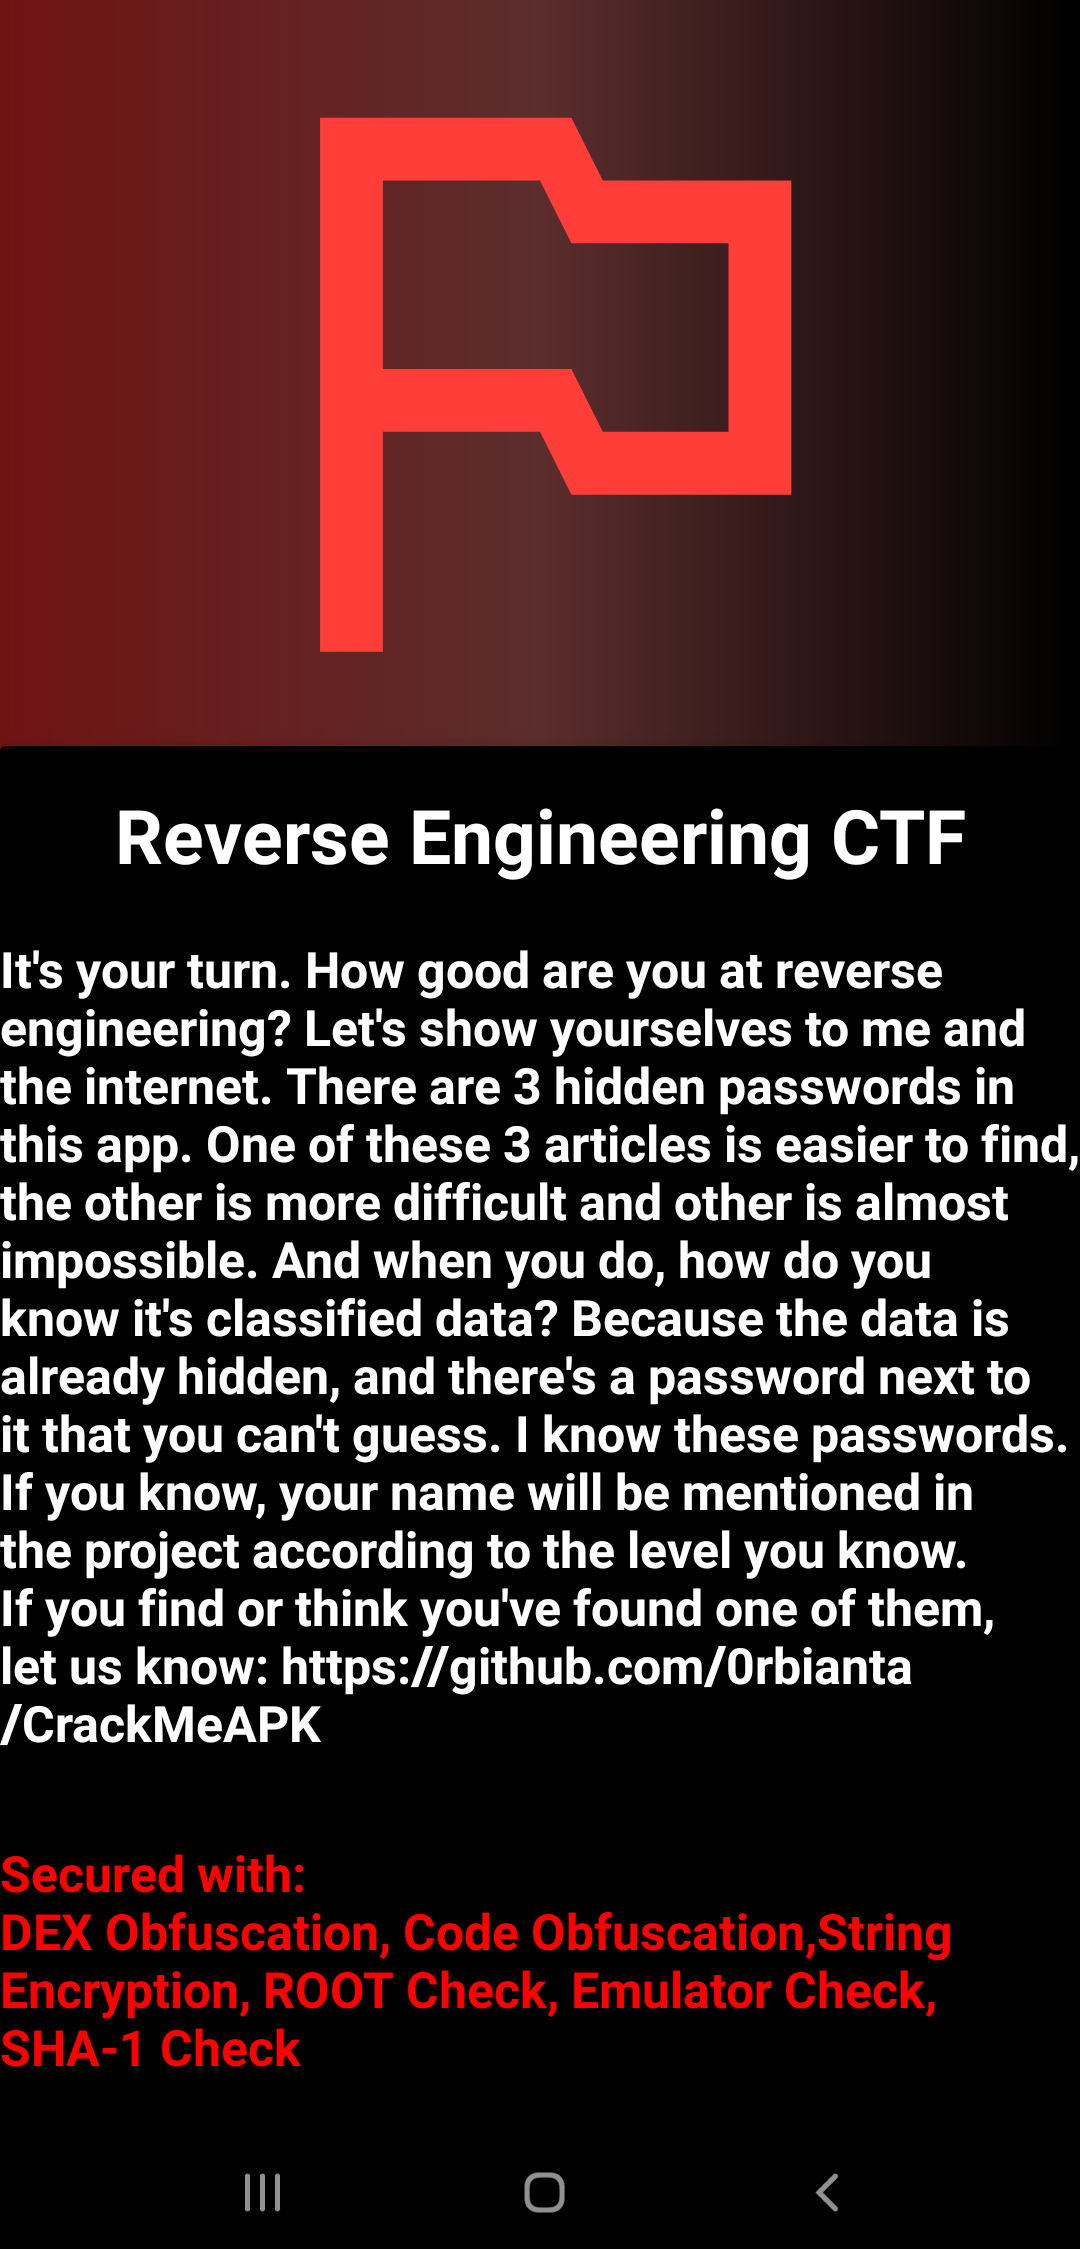 Reverse Engineering CTF
It's your turn. How good are you at reverse
engineering? Let's show yourselves to me and
the internet. There are 3 hidden passwords in
this app. One of these 3 articles is easier to find,
the other is more difficult and other is almost
impossible. And when you do, how do you
know it's classified data? Because the data is
already hidden, and there's a password next to
it that you can't guess. I know these passwords.
If you know, your name will be mentioned in
the project according to the level you know.
If you find or think you've found one of them,
let us know: https://github.com/0rbianta
/CrackMeAPK
Secured with:
DEX Obfuscation, Code Obfuscation,String
Encryption, ROOT Check, Emulator Check,
SHA-1 Check